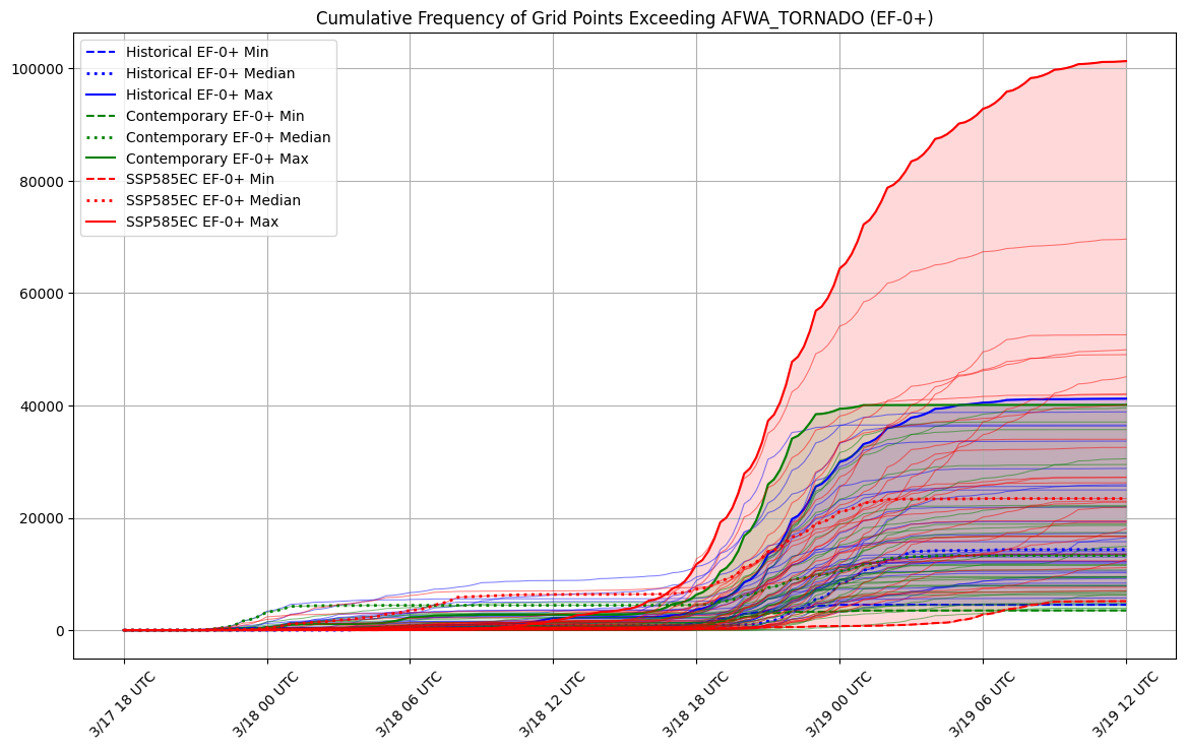 Cumulative Frequency of Grid Points Exceeding AFWA_TORNADO (EF-0+)
Historical EF-0+ Min
Historical EF-0+ Median
Historical EF-0+ Max
Contemporary EF-0+ Min
Contemporary EF-0+ Median
Contemporary EF-0+ Max
SSP585EC EF-0+ Min
SSP585EC EF-0+ Median
SSP585EC EF-0+ Max
100000
80000
60000
40000
20000
0
3/17 18 UTC
3/18 00 UTC
3/18 06 UTC
3/18 12 UTC
3/18 18 UTC
3/19 00 UTC
3/19 06 UTC
3/19 12 UTC